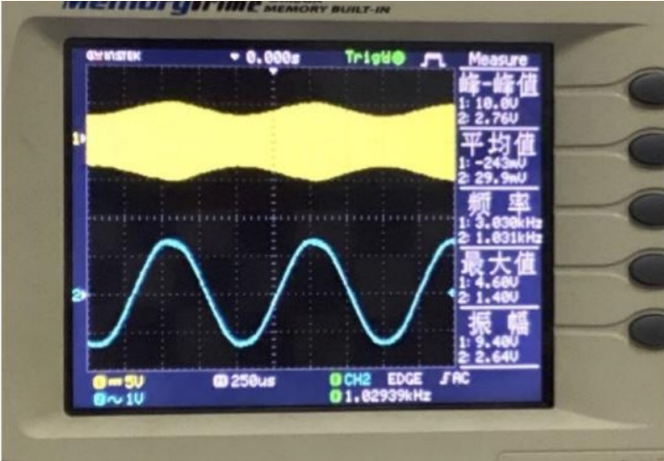 MemoryPrime MEMORY BUILT-IN
GWINSTEK 0.000s Trig'd Measure
峰-峰值
1: 10.0V
2: 2.76V
平均值
1: -243mV
2: 29.9mV
频 率
1: 3.030kHz
2: 1.031kHz
最大值
1: 4.60V
2: 1.40V
振 幅
1: 9.40V
2: 2.64V
1
2
1 5V 250us CH2 EDGE AC
2 ~ 1V 1.02939kHz